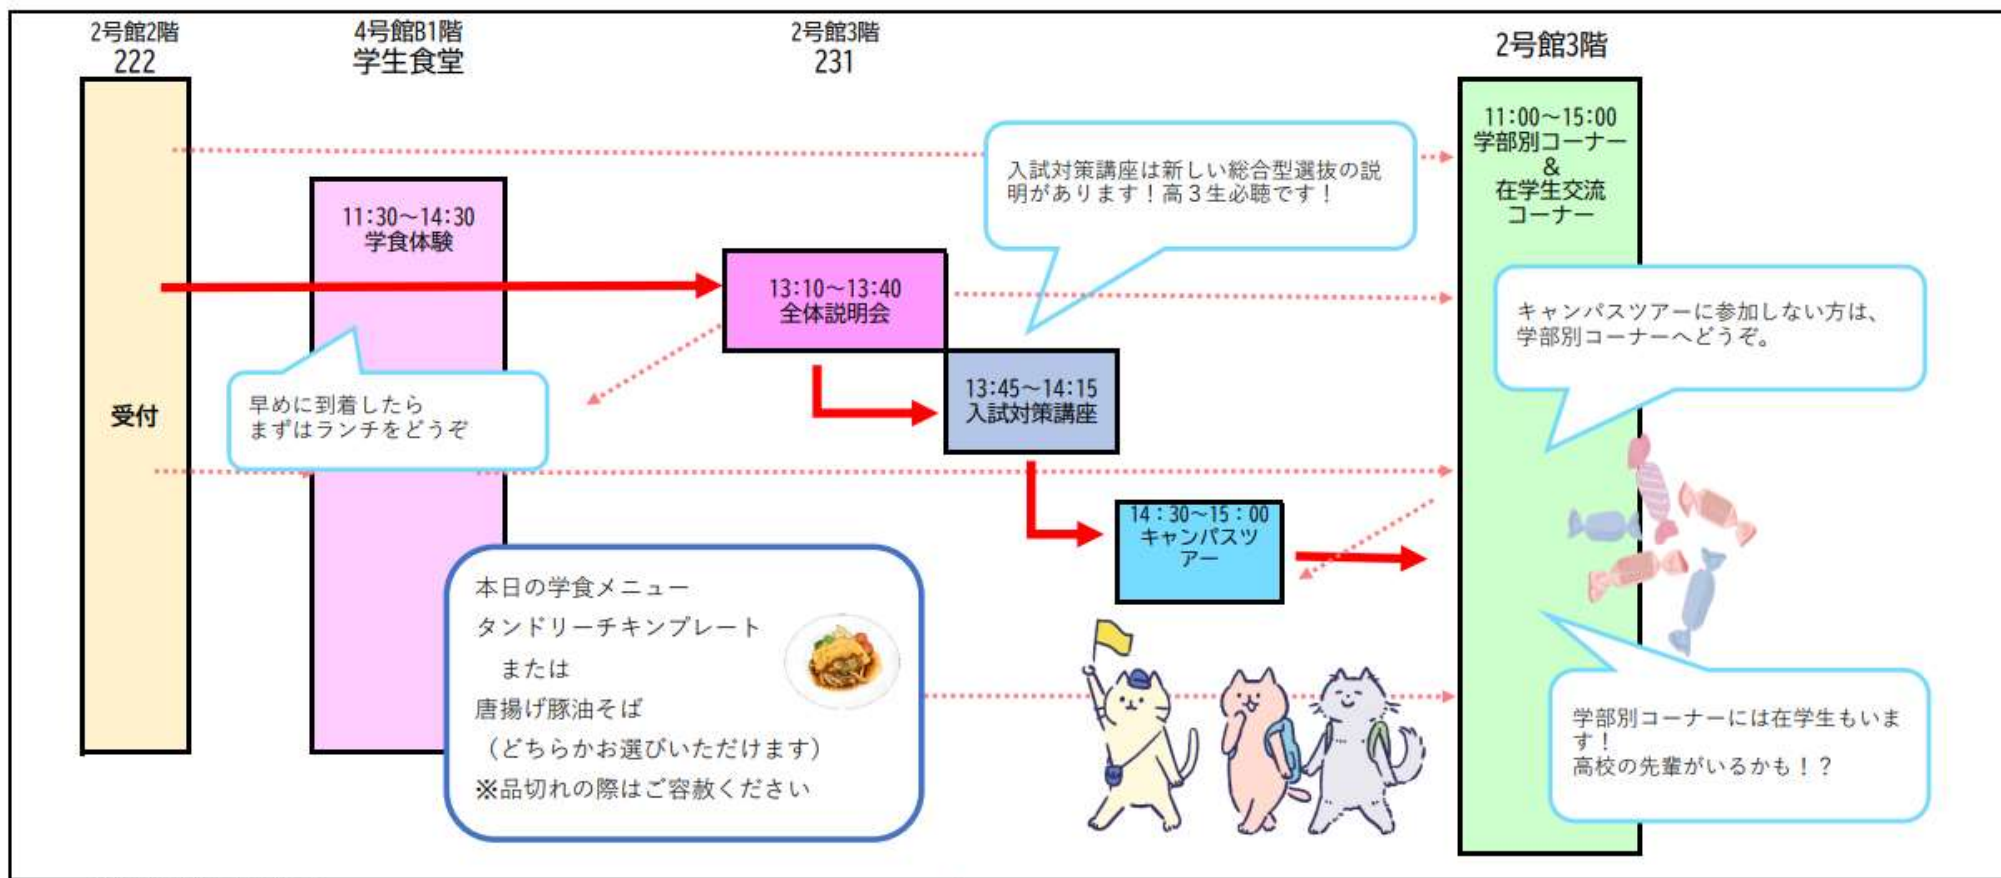 2号館2階
222
4号館B1階
学生食堂
2号館3階
231
2号館3階
受付
11:30～14:30
学食体験
早めに到着したら
まずはランチをどうぞ
13:10～13:40
全体説明会
入試対策講座は新しい総合型選抜の説
明があります！高３生必聴です！
13:45～14:15
入試対策講座
14：30～15：00
キャンパスツ
アー
11:00～15:00
学部別コーナー
&
在学生交流
コーナー
キャンパスツアーに参加しない方は、
学部別コーナーへどうぞ。
本日の学食メニュー
タンドリーチキンプレート
または
唐揚げ豚油そば
（どちらかお選びいただけます）
※品切れの際はご容赦ください
学部別コーナーには在学生もいま
す！
高校の先輩がいるかも！？